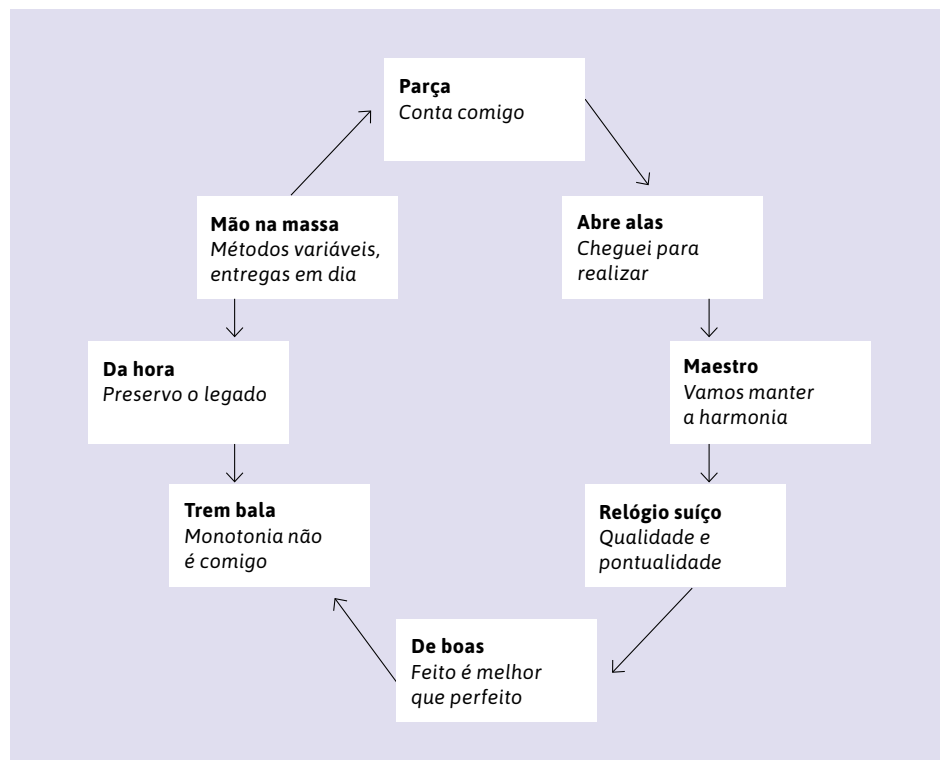 Parça
Conta comigo
Mão na massa
Métodos variáveis,
entregas em dia
Abre alas
Cheguei para
realizar
Da hora
Preservo o legado
Maestro
Vamos manter
a harmonia
Trem bala
Monotonia não
é comigo
Relógio suíço
Qualidade e
pontualidade
De boas
Feito é melhor
que perfeito